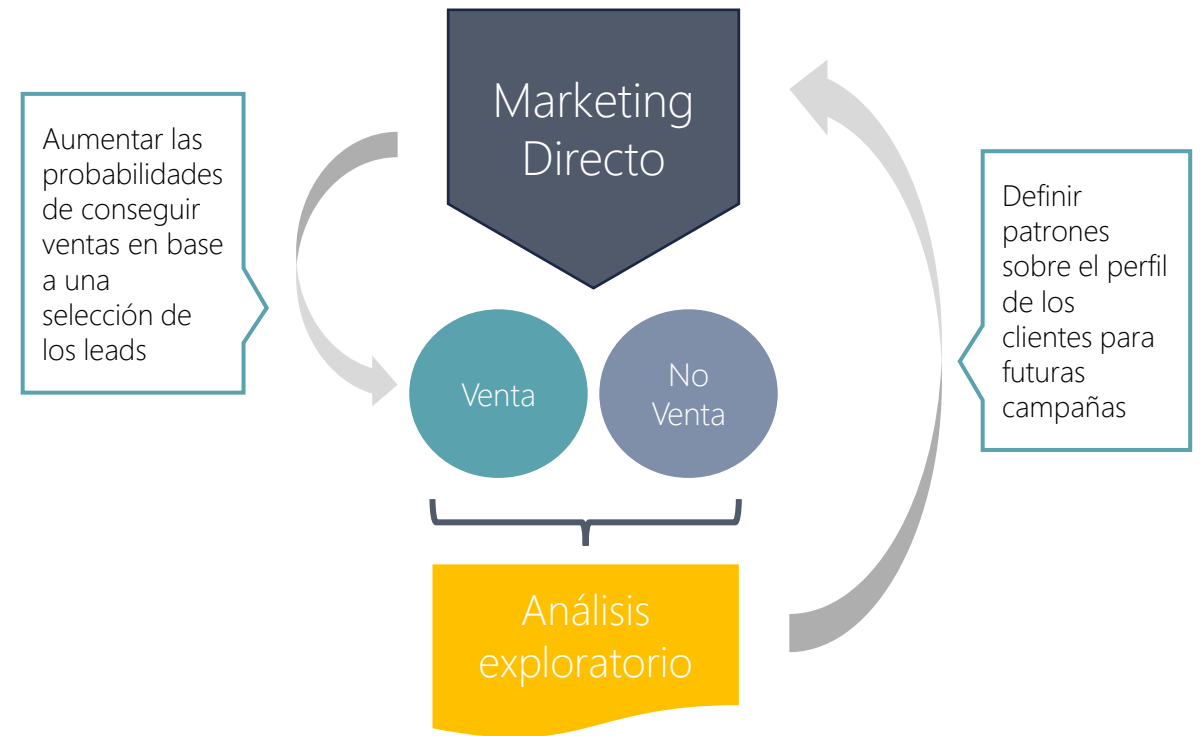 Marketing
Directo
Aumentar las
probabilidades
de conseguir
ventas en base
a una
selección de
los leads
Definir
patrones
sobre el perfil
de los
clientes para
futuras
campañas
Venta
No
Venta
Análisis
exploratorio